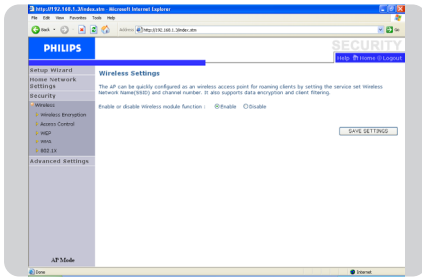 http://192.168.1.3/index.stm - Microsoft Internet Explorer
File Edit View Favorites Tools Help
Back
Address http://192.168.1.3/index.stm
Go
PHILIPS
SECURITY
Help Home Logout
Setup Wizard
Home Network Settings
Security
Wireless
Wireless Encryption
Access Control
WEP
WPA
802.1X
Advanced Settings
AP Mode
Wireless Settings
The AP can be quickly configured as an wireless access point for roaming clients by setting the service set Wireless
Network Name(SSID) and channel number. It also supports data encryption and client filtering.
Enable or disable Wireless module function : Enable Disable
SAVE SETTINGS
Done
Internet